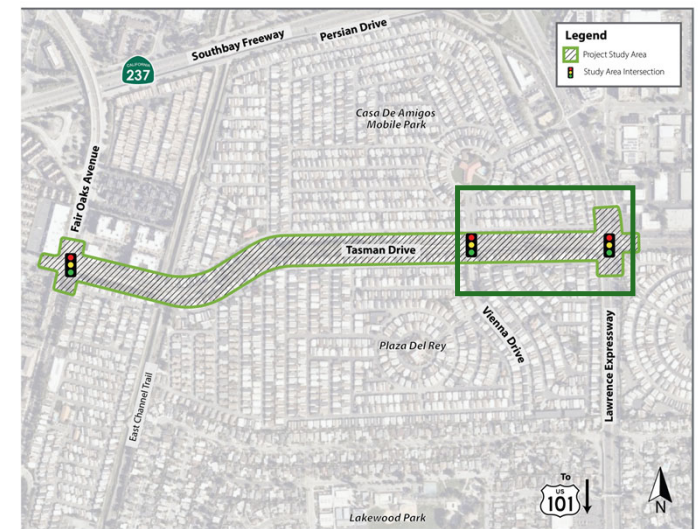 Legend
Project Study Area
Study Area Intersection
Southbay Freeway
Persian Drive
CALIFORNIA
237
Casa De Amigos
Mobile Park
Fair Oaks Avenue
Tasman Drive
Vienna Drive
Plaza Del Rey
Lawrence Expressway
East Channel Trail
To
US
101
N
Lakewood Park